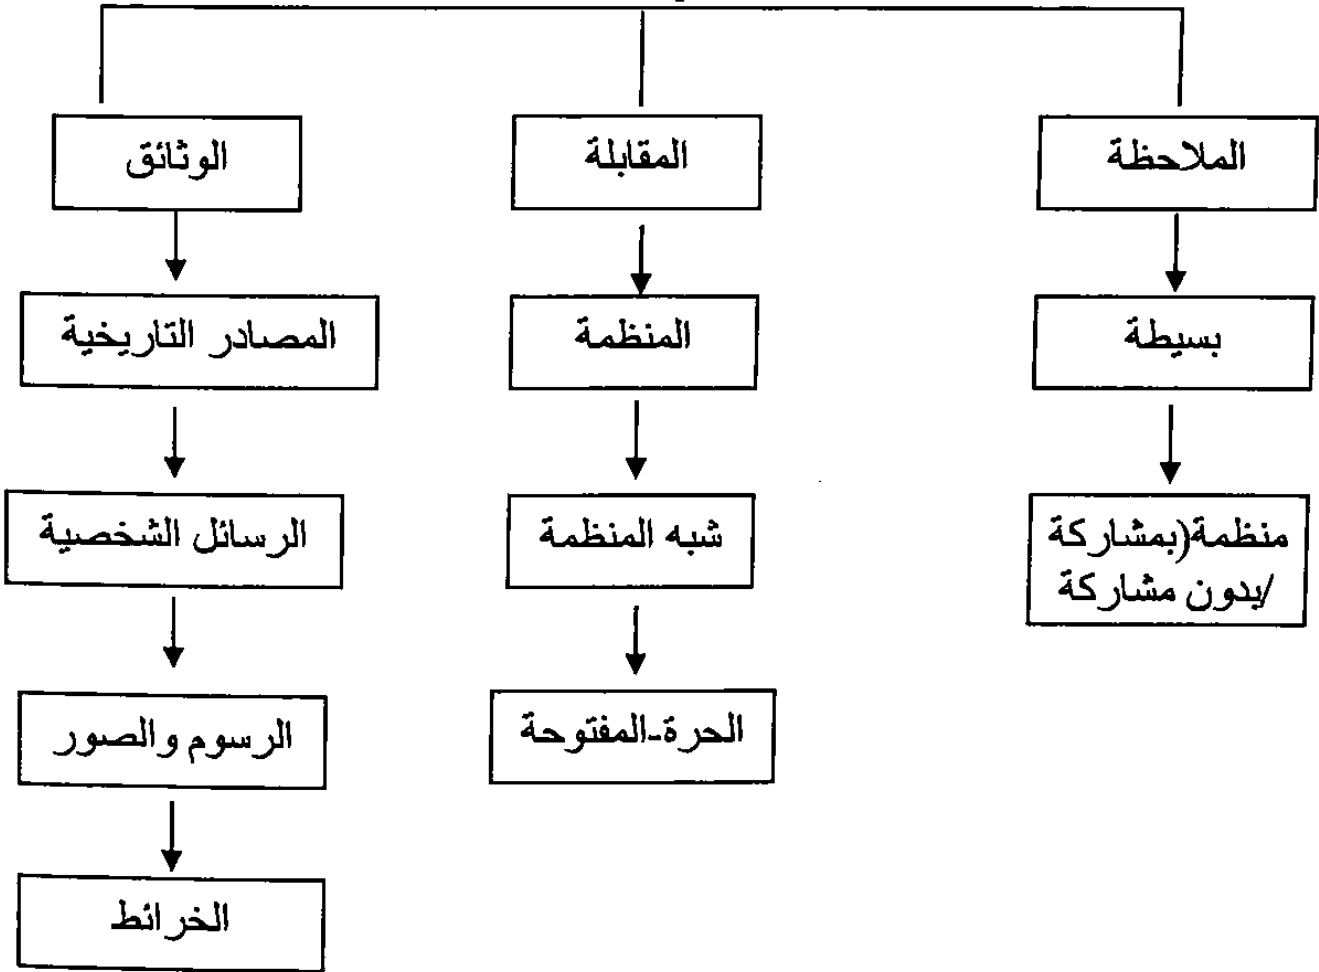 الملاحظة
المقابلة
الوثائق
بسيطة
المنظمة
المصادر التاريخية
منظمة(بمشاركة
/بدون مشاركة
شبه المنظمة
الرسائل الشخصية
الحرة-المفتوحة
الرسوم والصور
الخرائط